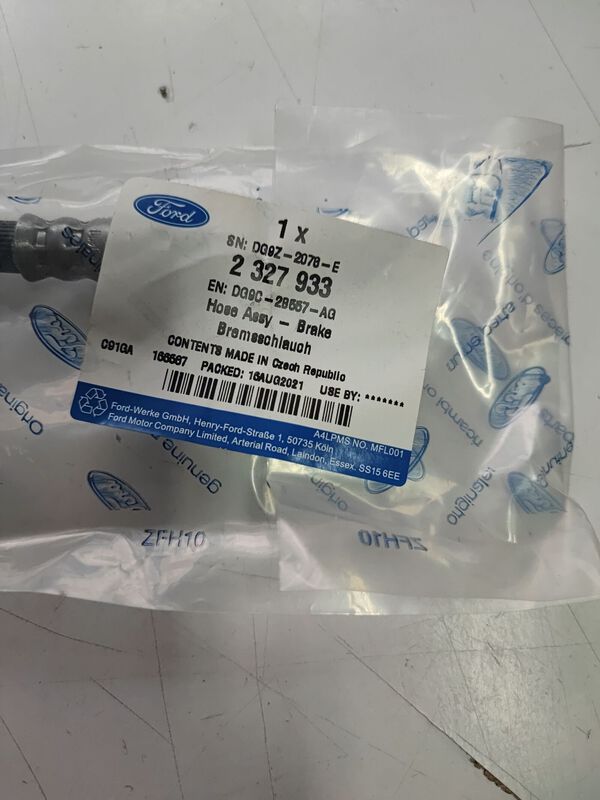 Ford
1 X
SN: DG9Z-2078-E
2 327 933
EN: DG9C-2B557-AG
Hose Assy - Brake
Bremsschlauch
CONTENTS MADE IN Czech Republic
C91GA 166587 PACKED: 16AUG2021 USE BY: *******
A4LPMS NO. MFL001
Ford-Werke GmbH, Henry-Ford-Straße 1, 50735 Köln
Ford Motor Company Limited, Arterial Road, Laindon, Essex. SS15 6EE
genuine
ZFH10
ZFH10